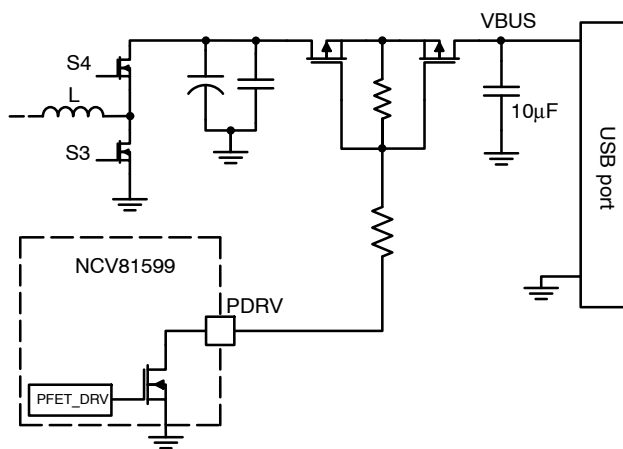 VBUS
S4
L
10µF
S3
USB port
NCV81599
PDRV
PFET_DRV